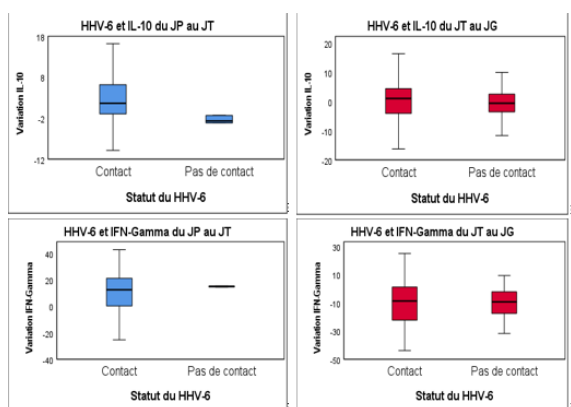 HHV-6 et IL-10 du JP au JT
18
8
-2
-12
Variation IL-10
Contact Pas de contact
Statut du HHV-6
HHV-6 et IL-10 du JT au JG
20
10
0
-10
-20
Variation IL-10
Contact Pas de contact
Statut du HHV-6
HHV-6 et IFN-Gamma du JP au JT
40
20
0
-20
-40
Variation IFN-Gamma
Contact Pas de contact
Statut du HHV-6
HHV-6 et IFN-Gamma du JT au JG
30
10
-10
-30
-50
Variation IFN-Gamma
Contact Pas de contact
Statut du HHV-6